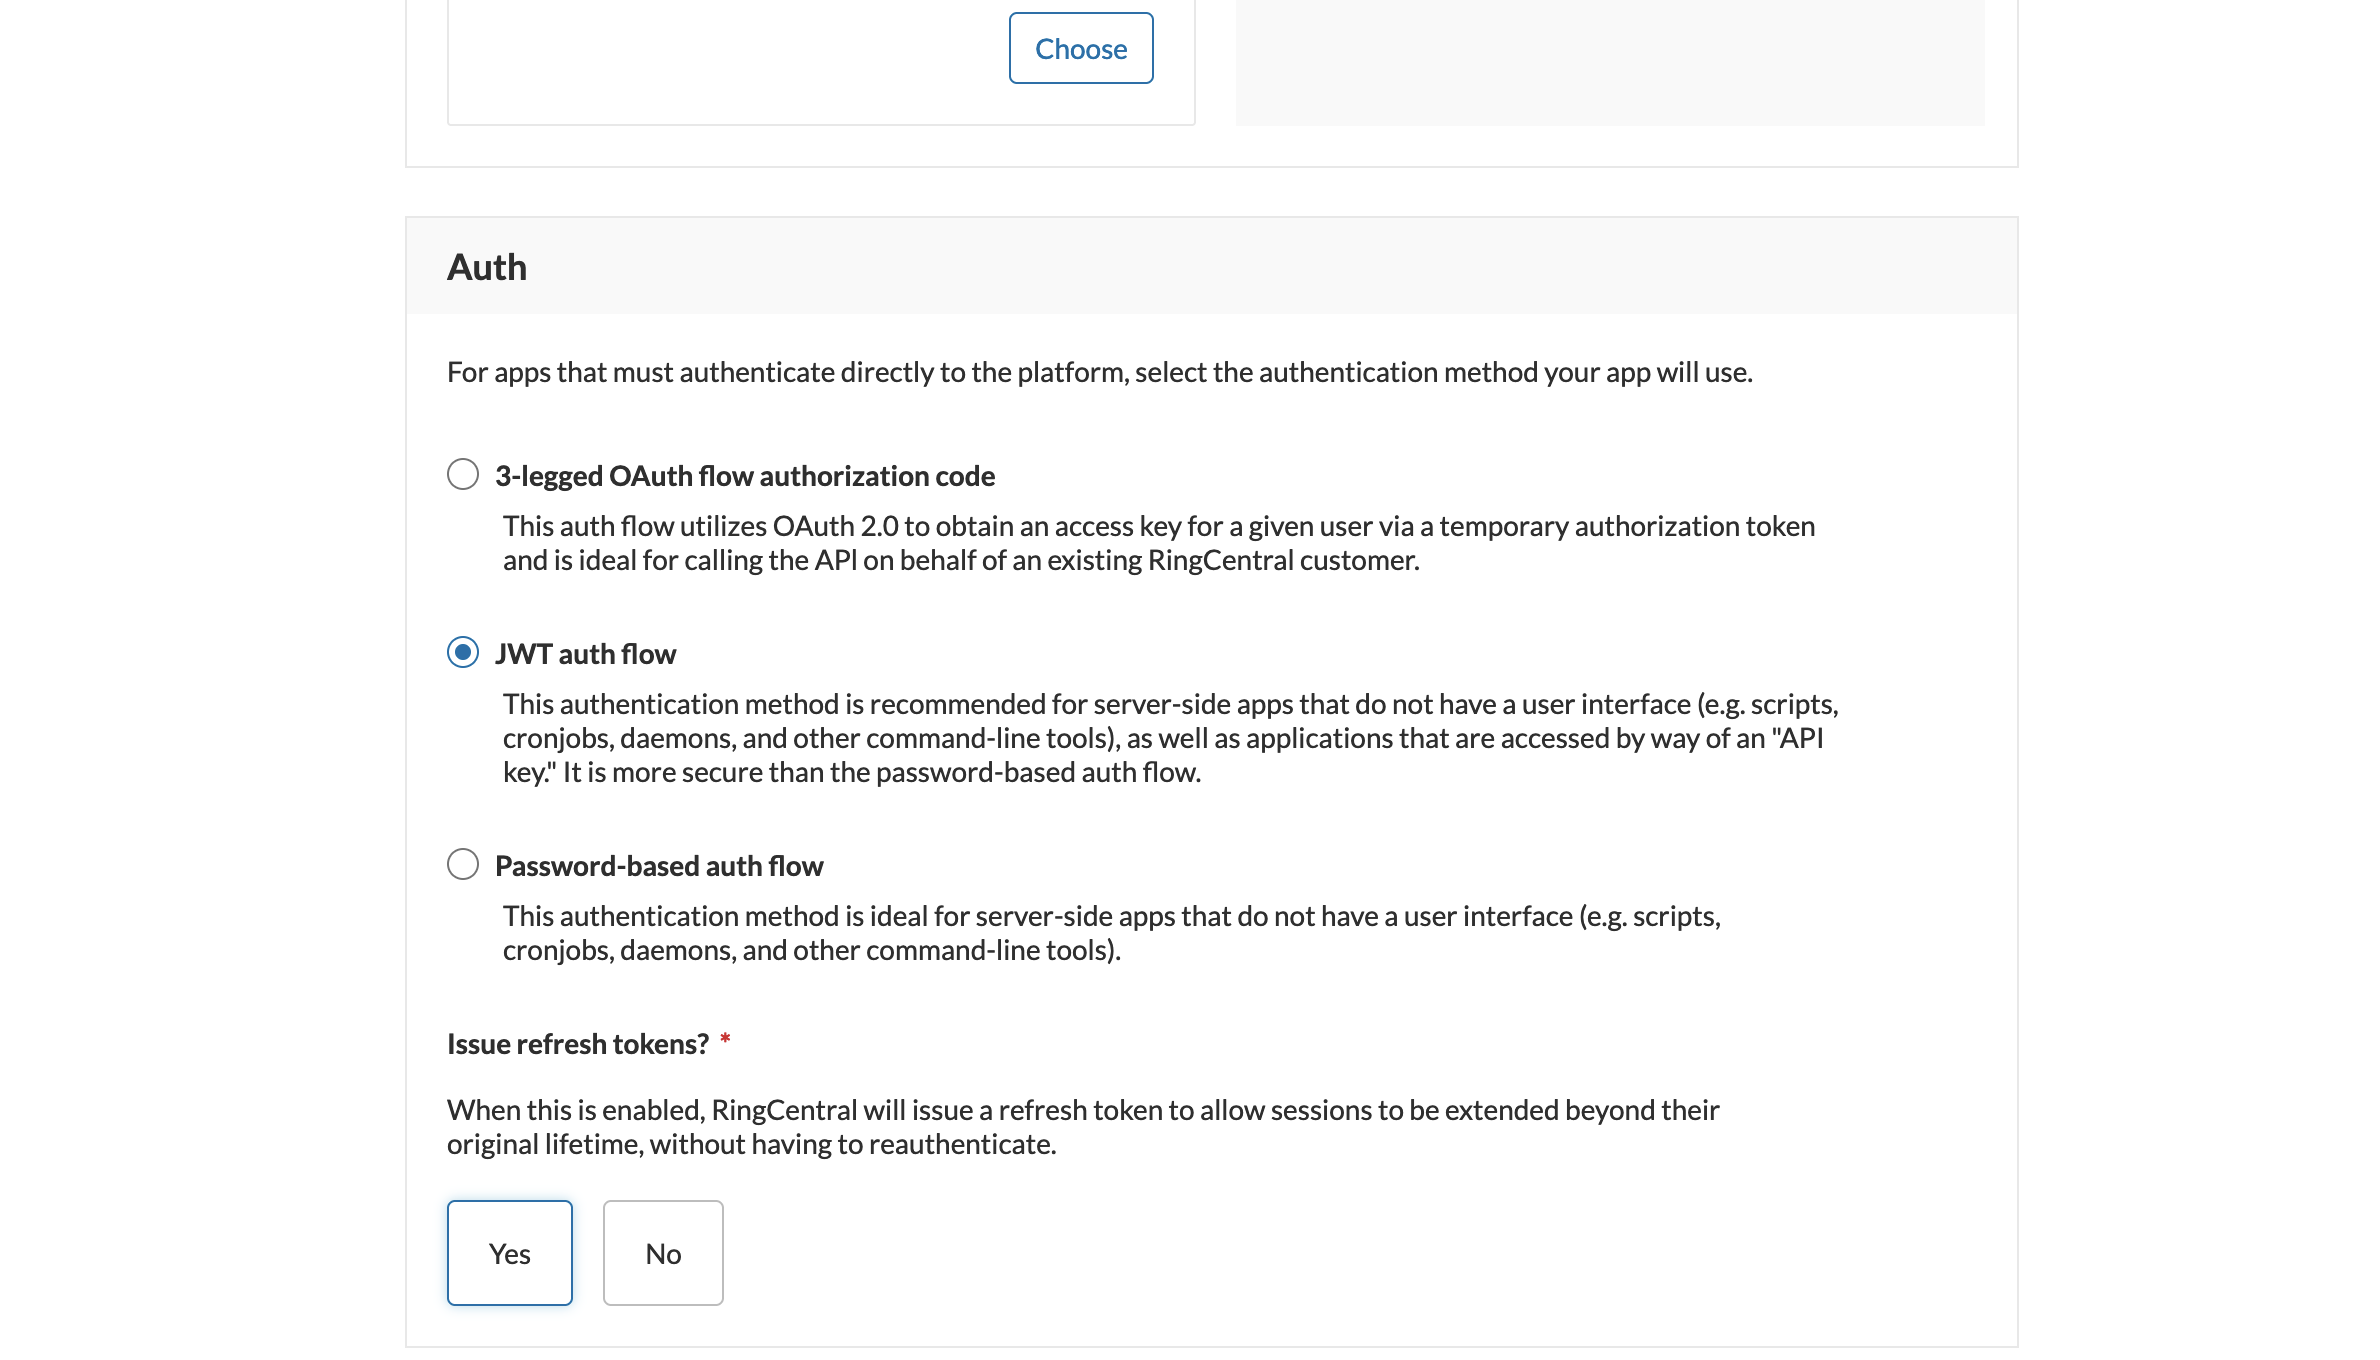 Choose
Auth
For apps that must authenticate directly to the platform, select the authentication method your app will use.
3-legged OAuth flow authorization code
This auth flow utilizes OAuth 2.0 to obtain an access key for a given user via a temporary authorization token
and is ideal for calling the API on behalf of an existing RingCentral customer.
JWT auth flow
This authentication method is recommended for server-side apps that do not have a user interface (e.g. scripts,
cronjobs, daemons, and other command-line tools), as well as applications that are accessed by way of an "API
key." It is more secure than the password-based auth flow.
Password-based auth flow
This authentication method is ideal for server-side apps that do not have a user interface (e.g. scripts,
cronjobs, daemons, and other command-line tools).
Issue refresh tokens? *
When this is enabled, RingCentral will issue a refresh token to allow sessions to be extended beyond their
original lifetime, without having to reauthenticate.
Yes No